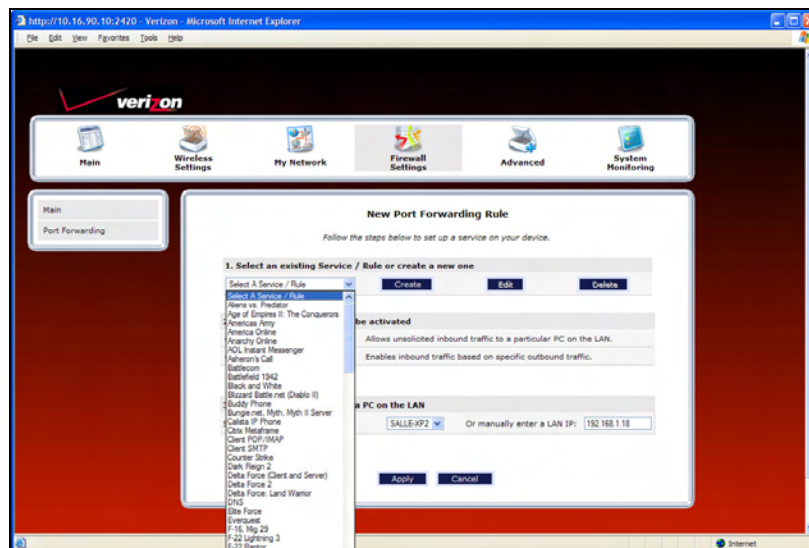 http://10.16.90.10:2420 - Verizon - Microsoft Internet Explorer
File Edit View Favorites Tools Help
verizon
Main
Wireless Settings
My Network
Firewall Settings
Advanced
System Monitoring
Main
Port Forwarding
New Port Forwarding Rule
Follow the steps below to set up a service on your device.
1. Select an existing Service / Rule or create a new one
Select A Service / Rule Create Edit Delete
Select A Service / Rule
Aliens vs. Predator
Age of Empires II: The Conquerors
Americas Army
America Online
Anarchy Online
AOL Instant Messenger
Asheron's Call
Battlecom
Battlefield 1942
Black and White
Blizzard Battle.net (Diablo II)
Buddy Phone
Bungie.net, Myth, Myth II Server
Calista IP Phone
Citrix Metaframe
Client POP/IMAP
Client SMTP
Counter Strike
Dark Reign 2
Delta Force (Client and Server)
Delta Force 2
Delta Force: Land Warrior
DNS
Elite Force
Everquest
F-16, Mig 29
F-22 Lightning 3
F-22 Raptor
be activated
Allows unsolicited inbound traffic to a particular PC on the LAN.
Enables inbound traffic based on specific outbound traffic.
a PC on the LAN
SALLE-XP2 Or manually enter a LAN IP: 192.168.1.18
Apply Cancel
Internet